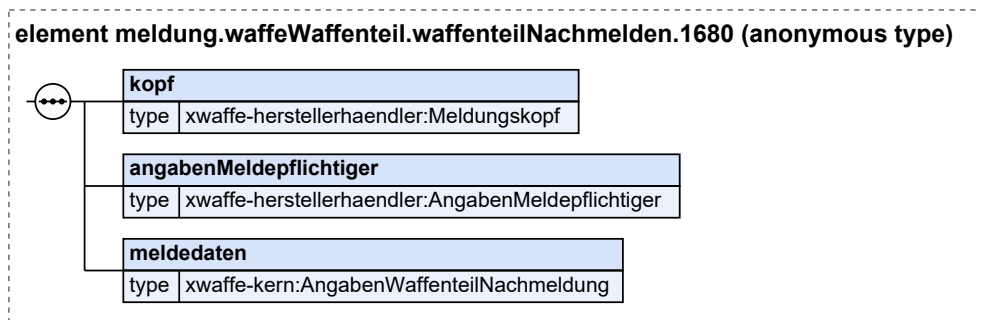 element meldung.waffeWaffenteil.waffenteilNachmelden.1680 (anonymous type)
kopf
type xwaffe-herstellerhaendler:Meldungskopf
angabenMeldepflichtiger
type xwaffe-herstellerhaendler:AngabenMeldepflichtiger
meldedaten
type xwaffe-kern:AngabenWaffenteilNachmeldung